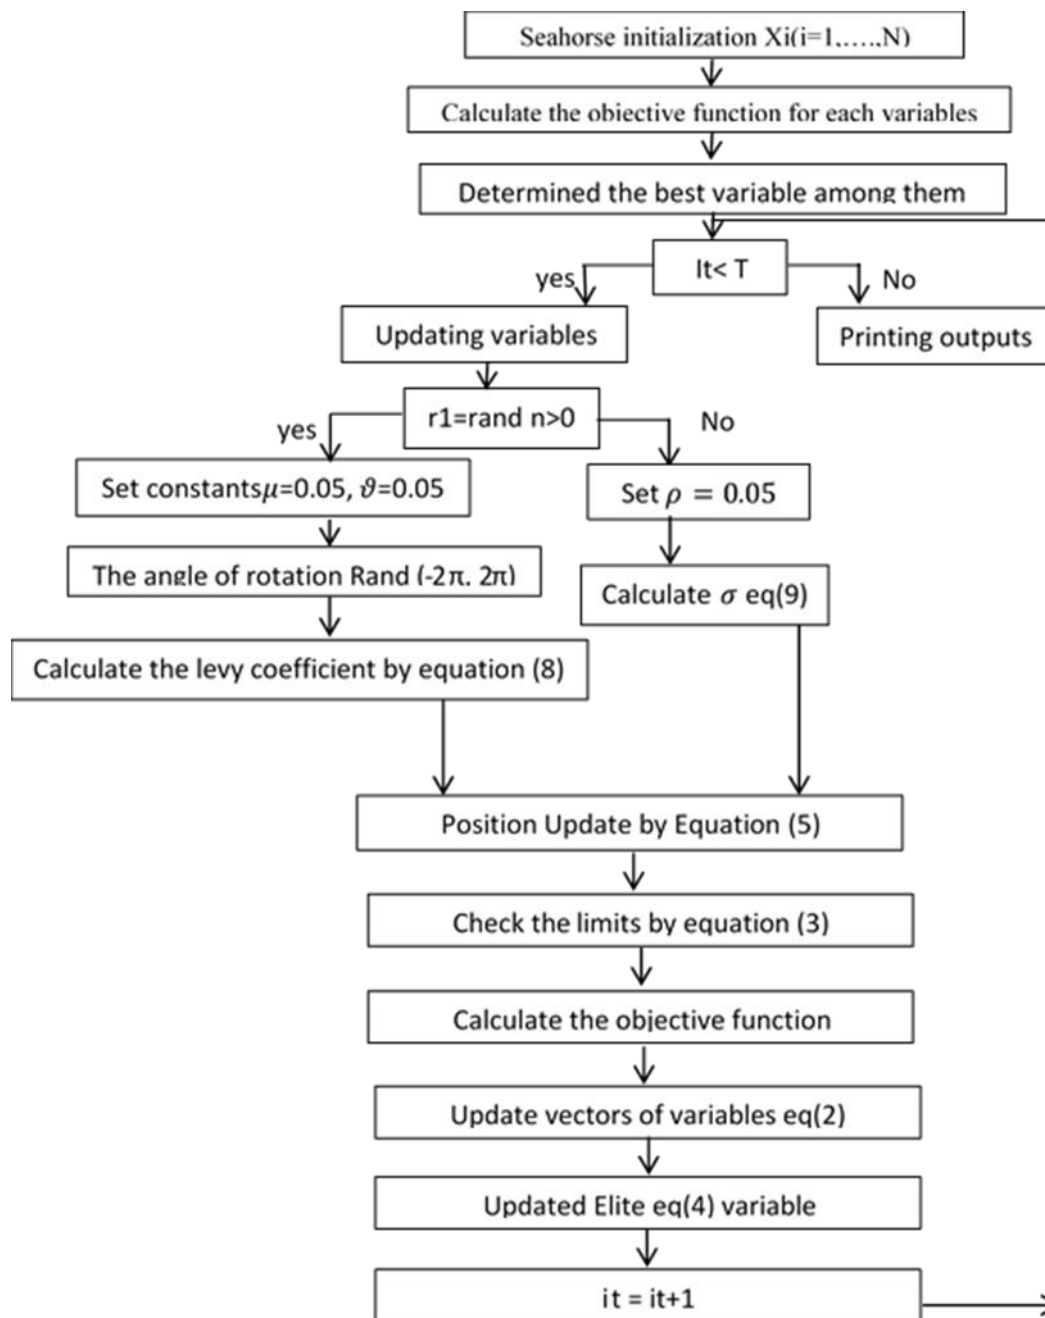 Seahorse initialization Xi(i=1,….,N)
Calculate the objective function for each variables
Determined the best variable among them
It< T
yes
No
Updating variables
Printing outputs
r1=rand n>0
yes
No
Set constantsμ=0.05, ϑ=0.05
Set ρ = 0.05
The angle of rotation Rand (-2π, 2π)
Calculate σ eq(9)
Calculate the levy coefficient by equation (8)
Position Update by Equation (5)
Check the limits by equation (3)
Calculate the objective function
Update vectors of variables eq(2)
Updated Elite eq(4) variable
it = it+1